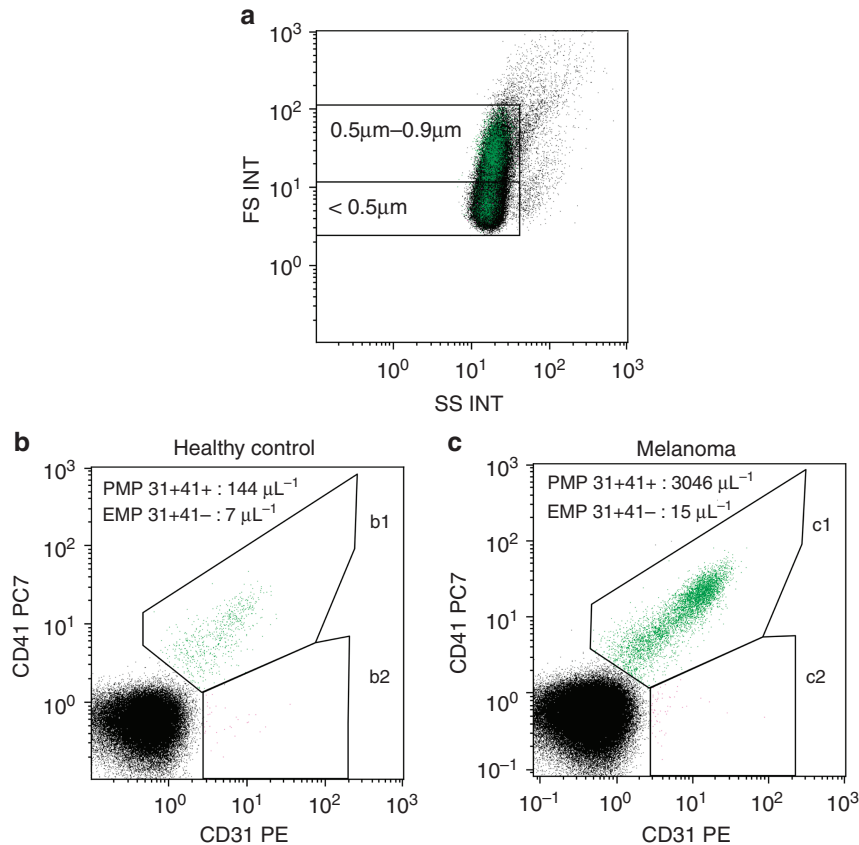 a
10³
10²
10¹
10⁰
FS INT
0.5μm–0.9μm
< 0.5μm
10⁰ 10¹ 10² 10³
SS INT
b
Healthy control
10³
10²
10¹
10⁰
CD41 PC7
PMP 31+41+ : 144 μL⁻¹
EMP 31+41– : 7 μL⁻¹
b1
b2
10⁰ 10¹ 10² 10³
CD31 PE
c
Melanoma
10³
10²
10¹
10⁰
10⁻¹
CD41 PC7
PMP 31+41+ : 3046 μL⁻¹
EMP 31+41– : 15 μL⁻¹
c1
c2
10⁻¹ 10⁰ 10¹ 10² 10³
CD31 PE